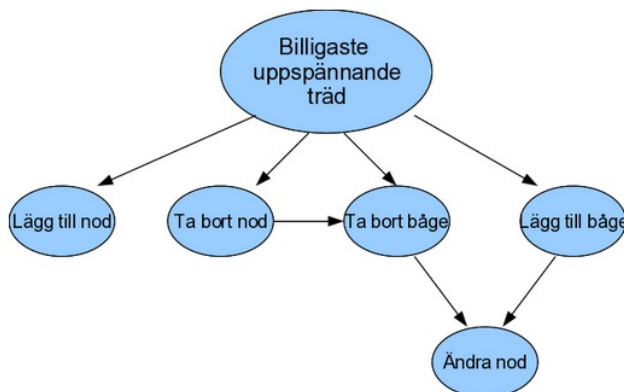 Billigaste
uppspännande
träd
Lägg till nod
Ta bort nod
Ta bort båge
Lägg till båge
Ändra nod